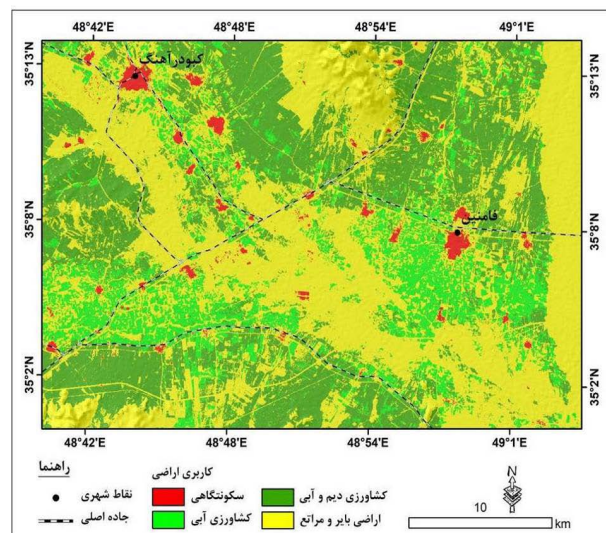 48°42'E 48°48'E 48°54'E 49°1'E
35°13'N 35°13'N
کبودرآهنگ
35°8'N 35°8'N
فامنین
35°2'N 35°2'N
48°42'E 48°48'E 48°54'E 49°1'E
راهنما
کاربری اراضی
نقاط شهری
سکونتگاهی
کشاورزی دیم و آبی
جاده اصلی
کشاورزی آبی
اراضی بایر و مراتع
N
10
km